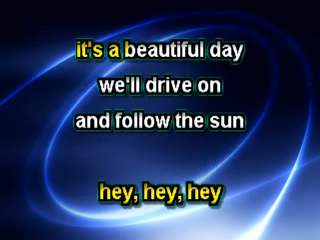 it's a beautiful day
we'll drive on
and follow the sun
hey, hey, hey